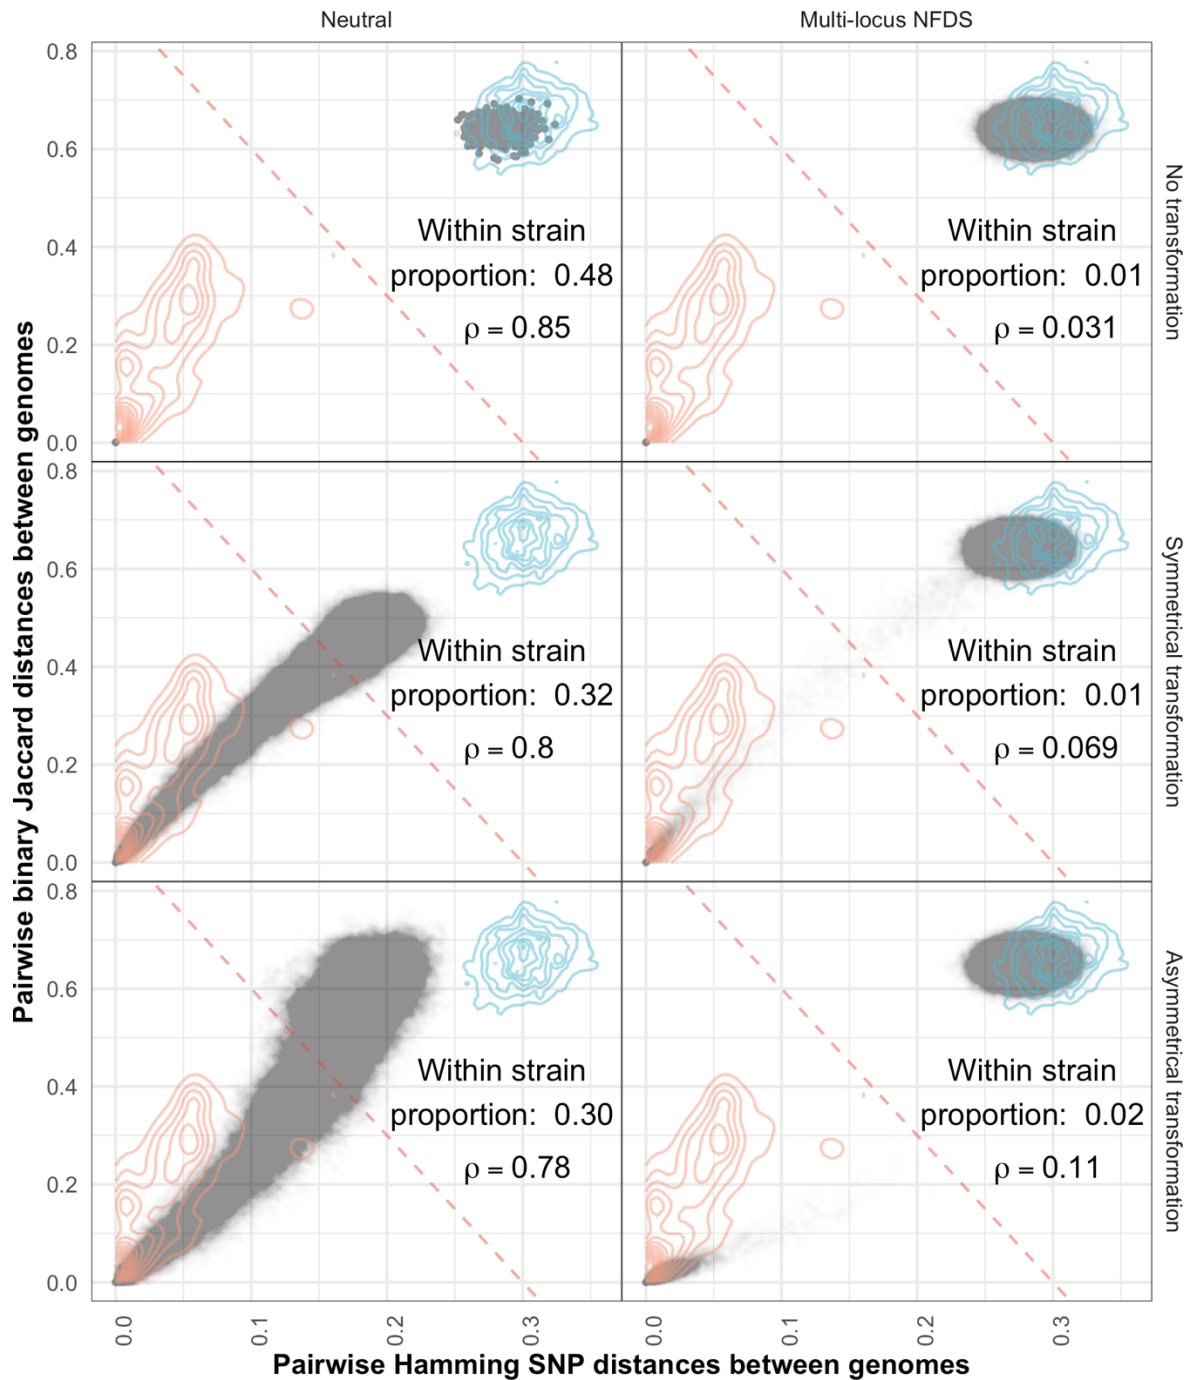 Neutral
Multi-locus NFDS
Pairwise binary Jaccard distances between genomes
0.8
0.6
0.4
0.2
0.0
Within strain
proportion: 0.48
ρ = 0.85
Within strain
proportion: 0.01
ρ = 0.031
No transformation
0.8
0.6
0.4
0.2
0.0
Within strain
proportion: 0.32
ρ = 0.8
Within strain
proportion: 0.01
ρ = 0.069
Symmetrical transformation
0.8
0.6
0.4
0.2
0.0
Within strain
proportion: 0.30
ρ = 0.78
Within strain
proportion: 0.02
ρ = 0.11
Asymmetrical transformation
0.0
0.1
0.2
0.3
0.0
0.1
0.2
0.3
Pairwise Hamming SNP distances between genomes